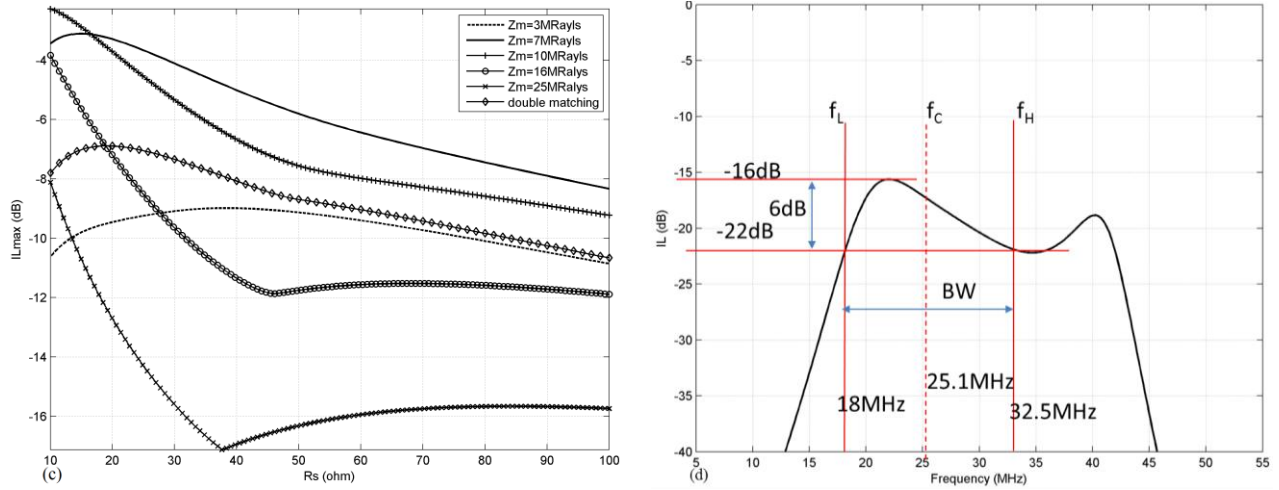 -4
-6
-8
-10
-12
-14
-16
ILmax (dB)
10 20 30 40 50 60 70 80 90 100
Rs (ohm)
(c)
Zm=3MRayls
Zm=7MRayls
Zm=10MRayls
Zm=16MRalys
Zm=25MRalys
double matching
0
-5
-10
-15
-20
-25
-30
-35
-40
IL (dB)
f_L f_C f_H
-16dB
6dB
-22dB
BW
25.1MHz
18MHz 32.5MHz
5 10 15 20 25 30 35 40 45 50 55
Frequency (MHz)
(d)